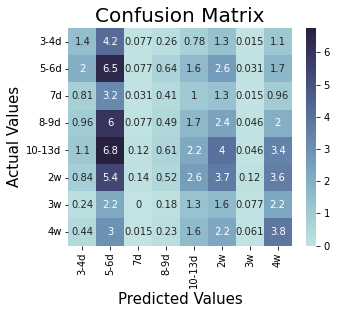 Confusion Matrix
3-4d 1.4 4.2 0.077 0.26 0.78 1.3 0.015 1.1
5-6d 2 6.5 0.077 0.64 1.6 2.6 0.031 1.7
7d 0.81 3.2 0.031 0.41 1 1.3 0.015 0.96
8-9d 0.96 6 0.077 0.49 1.7 2.4 0.046 2
10-13d 1.1 6.8 0.12 0.61 2.2 4 0.046 3.4
2w 0.84 5.4 0.14 0.52 2.6 3.7 0.12 3.6
3w 0.24 2.2 0 0.18 1.3 1.6 0.077 2.2
4w 0.44 3 0.015 0.23 1.6 2.2 0.061 3.8
3-4d 5-6d 7d 8-9d 10-13d 2w 3w 4w
Predicted Values
Actual Values
6
5
4
3
2
1
0